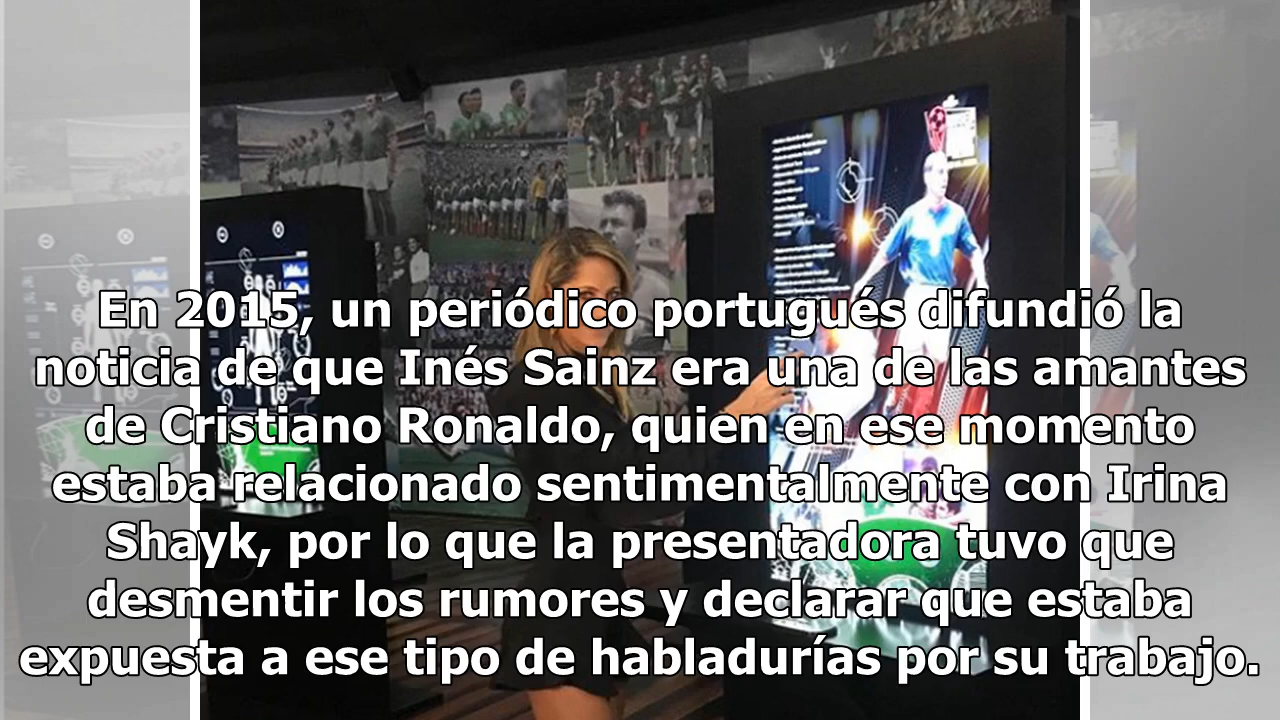 En 2015, un periódico portugués difundió la
noticia de que Inés Sainz era una de las amantes
de Cristiano Ronaldo, quien en ese momento
estaba relacionado sentimentalmente con Irina
Shayk, por lo que la presentadora tuvo que
desmentir los rumores y declarar que estaba
expuesta a ese tipo de habladurías por su trabajo.